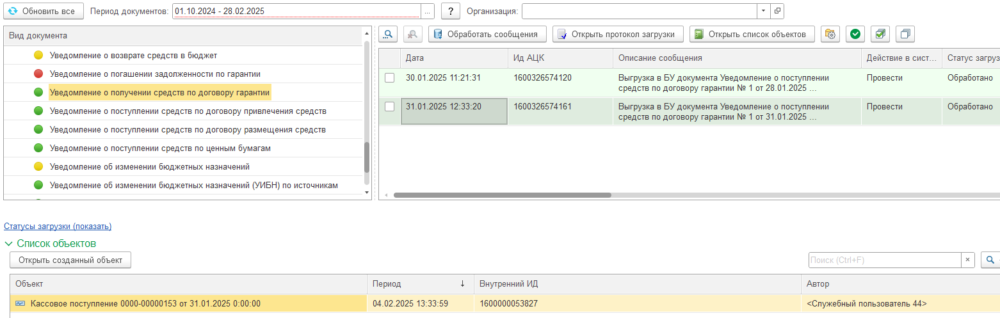 Обновить все Период документов: 01.10.2024 - 28.02.2025 ... ? Организация:
Вид документа
Уведомление о возврате средств в бюджет
Уведомление о погашении задолженности по гарантии
Уведомление о получении средств по договору гарантии
Уведомление о поступлении средств по договору привлечения средств
Уведомление о поступлении средств по договору размещения средств
Уведомление о поступлении средств по ценным бумагам
Уведомление об изменении бюджетных назначений
Уведомление об изменении бюджетных назначений (УИБН) по источникам
Обработать сообщения Открыть протокол загрузки Открыть список объектов
Дата Ид АЦК Описание сообщения Действие в сист... Статус загруз
30.01.2025 11:21:31 1600326574120 Выгрузка в БУ документа Уведомление о поступлении Провести Обработано
средств по договору гарантии № 1 от 28.01.2025 ...
31.01.2025 12:33:20 1600326574161 Выгрузка в БУ документа Уведомление о поступлении Провести Обработано
средств по договору гарантии № 1 от 31.01.2025 ...
Статусы загрузки (показать)
Список объектов
Открыть созданный объект Поиск (Ctrl+F) ×
Объект Период ↓ Внутренний ИД Автор
Кассовое поступление 0000-00000153 от 31.01.2025 0:00:00 04.02.2025 13:33:59 1600000053827 <Служебный пользователь 44>